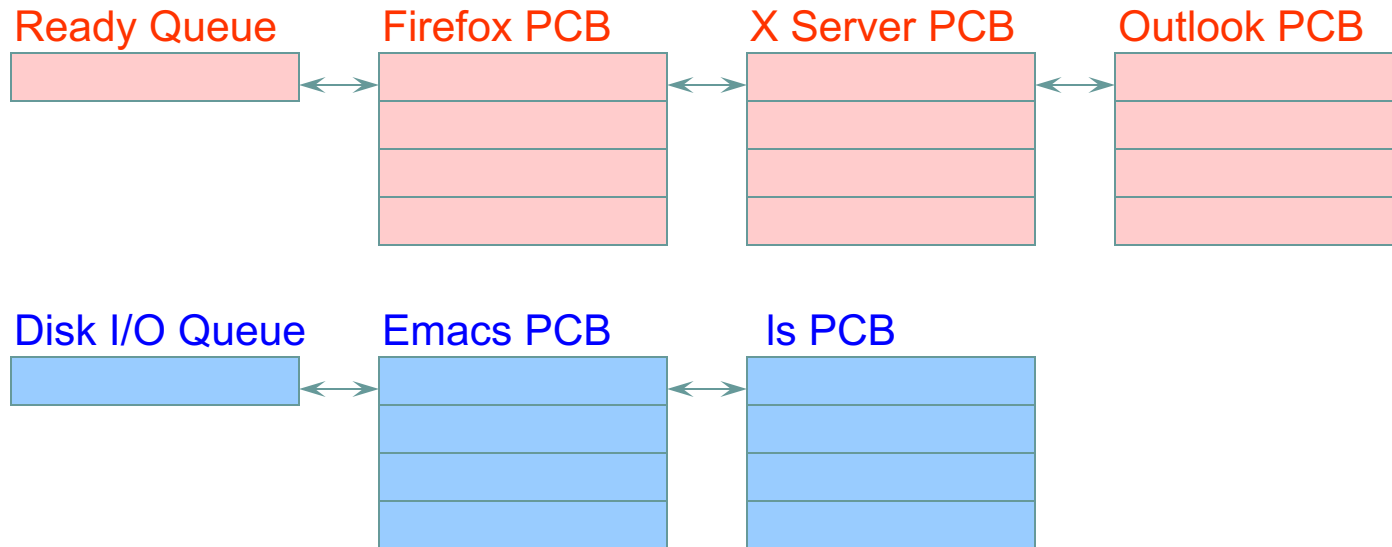 Ready Queue Firefox PCB X Server PCB Outlook PCB
Disk I/O Queue Emacs PCB ls PCB